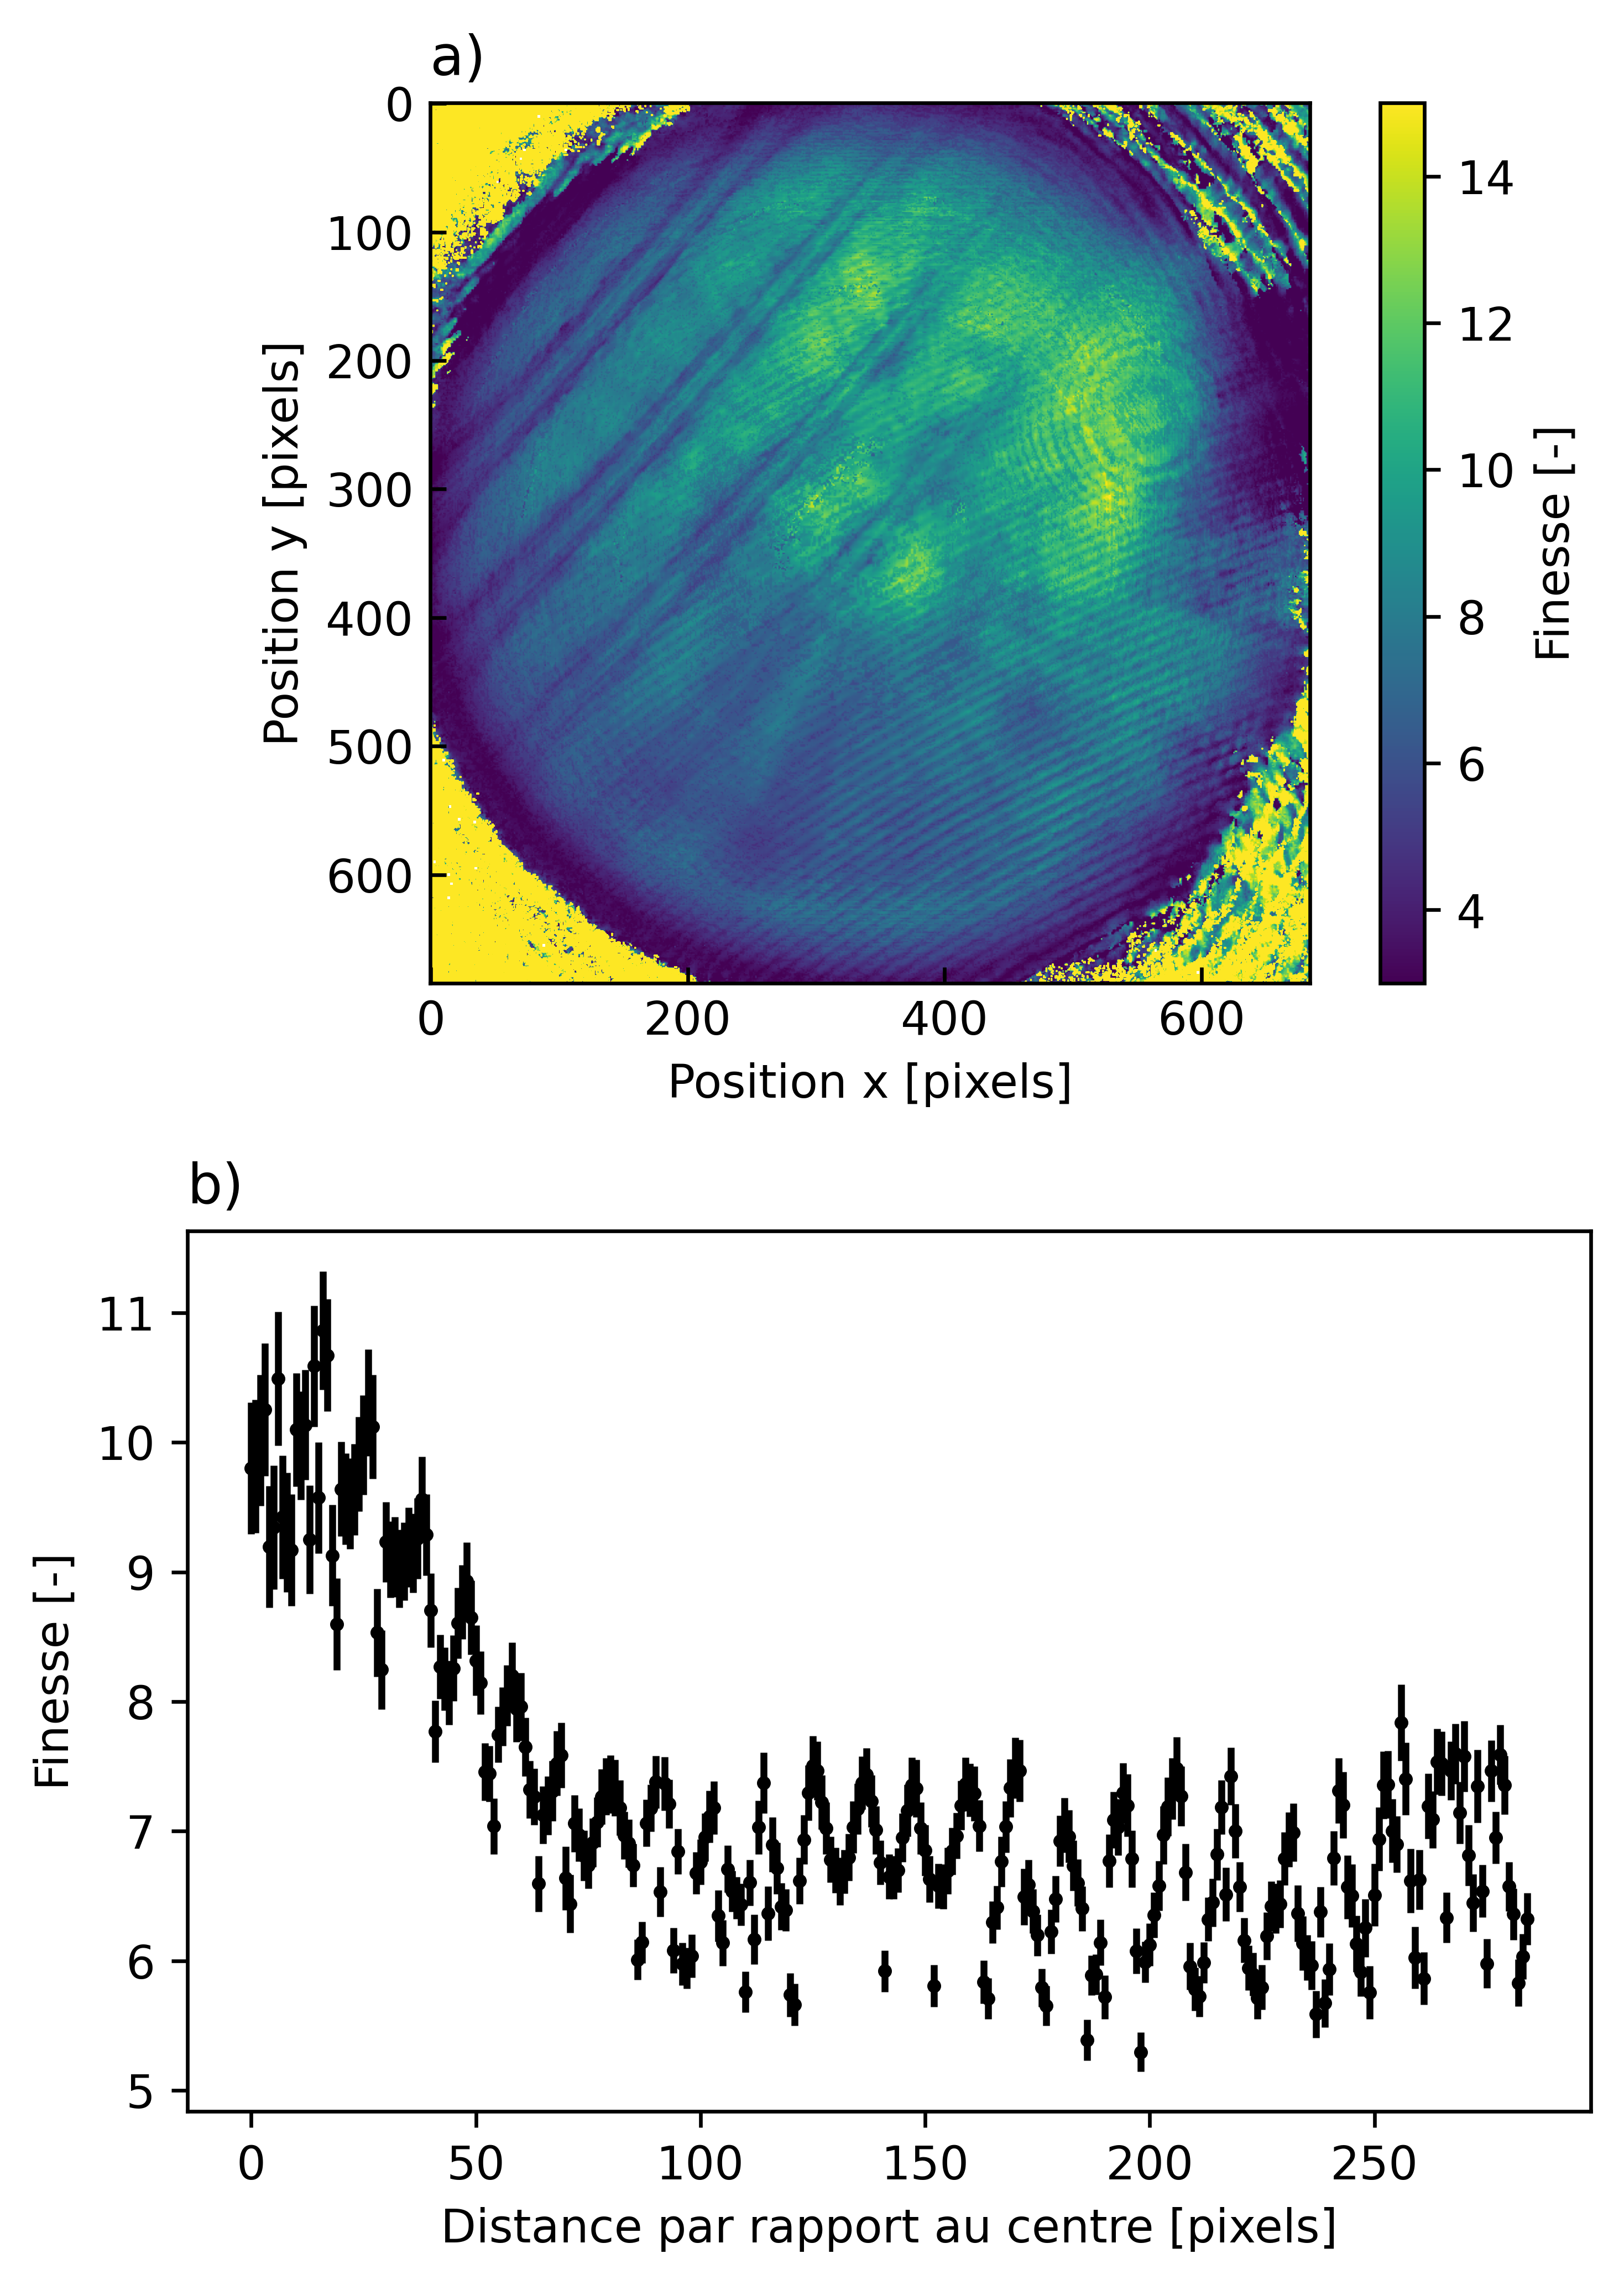 a)
0
100
200
300
400
500
600
Position y [pixels]
0 200 400 600
Position x [pixels]
14
12
10
8
6
4
Finesse [-]
b)
11
10
9
8
7
6
5
Finesse [-]
0 50 100 150 200 250
Distance par rapport au centre [pixels]